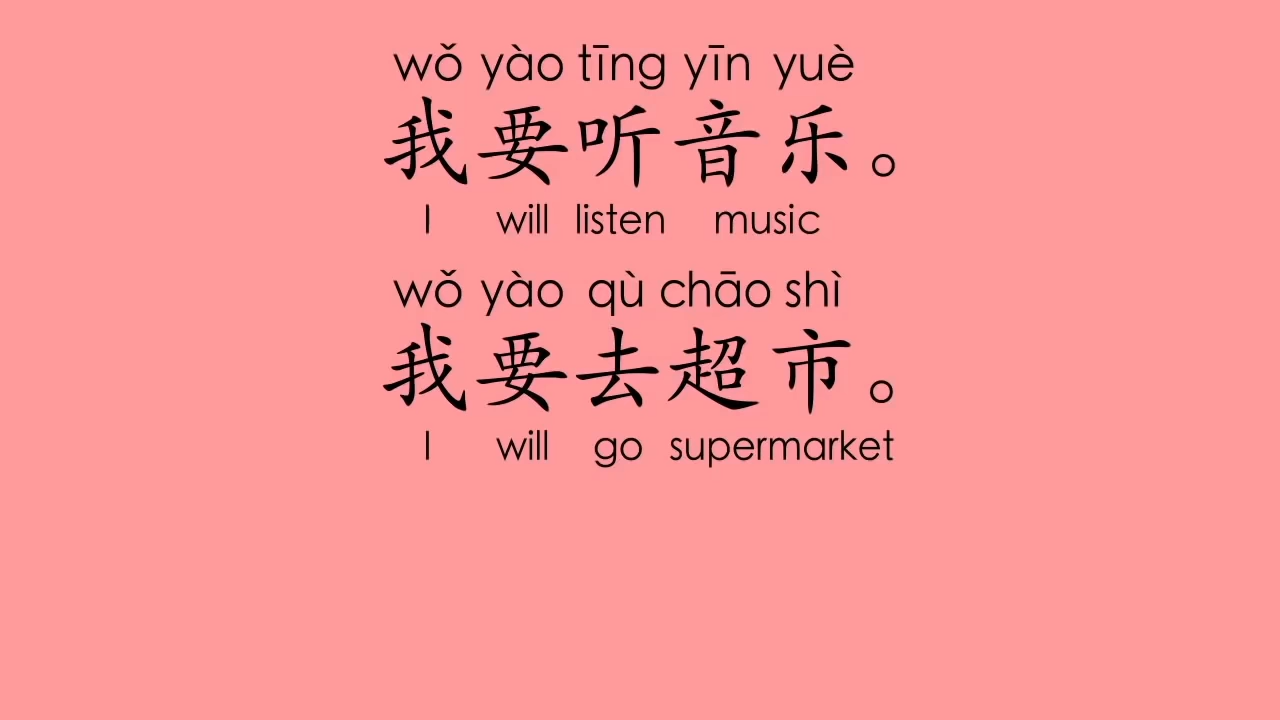 wǒ yào tīng yīn yuè
我要听音乐。
I will listen music
wǒ yào qù chāo shì
我要去超市。
I will go supermarket